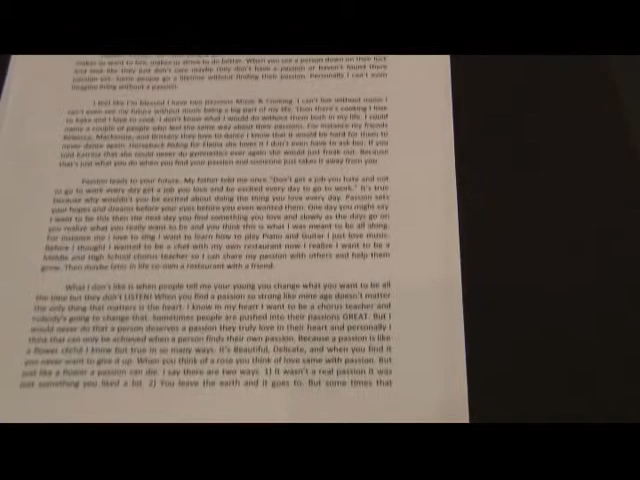 makes us want to live, makes us strive to do better. When you see a person down on their luck
and look like they just don't care maybe they don't have a passion or haven't found there
passion yet. Some people go a lifetime without finding their passion. Personally I can't even
imagine living without a passion.
I feel like I'm blessed I have two passions Music & Cooking. I can't live without music I
can't even see my future without music being a big part of my life. Then there's cooking I love
to bake and I love to cook. I don't know what I would do without them both in my life. I could
name a couple of people who feel the same way about their passions. For instance my friends
Rebecca, Mackenzie, and Brittany they love to dance I know that it would be hard for them to
never dance again. Horseback Riding for Elena she loves it I don't even have to ask her. If you
told that she could never do gymnastics ever again she would just freak out. Because
that's just what you do when you find your passion and someone just takes it away from you.
Passion leads to your future. My father told me once "Don't get a job you hate and not
to go to work every day get a job you love and be excited every day to go to work." It's true
because why wouldn't you be excited about doing the thing you love every day. Passion sets
your hopes and dreams before your eyes before you even wanted them. One day you might say
I want to be this then the next day you find something you love and slowly as the days go on
you realize what you really want to be and you think this is what I was meant to be all along.
For instance me I love to sing I want to learn how to play Piano and Guitar I just love music.
Before I thought I wanted to be a chef with my own restaurant now I realize I want to be a
Middle and High School chorus teacher so I can share my passion with others and help them
grow. Then maybe later in life co-own a restaurant with a friend.
What I don't like is when people tell me your young you change what you want to be all
the time but they don't LISTEN! When you find a passion so strong like mine age doesn't matter
the only thing that matters is the heart. I know in my heart I want to be a chorus teacher and
nobody's going to change that. Sometimes people are pushed into their passions GREAT. But I
would never do that a person deserves a passion they truly love in their heart and personally I
think that can only be achieved when a person finds their own passion. Because a passion is like
a flower cliché I know but true in so many ways. It's Beautiful, Delicate, and when you find it
you never want to give it up. When you think of a rose you think of love same with passion. But
just like a flower a passion can die. I say there are two ways. 1) It wasn't a real passion it was
just something you liked a lot. 2) You leave the earth and it goes to. But some times that